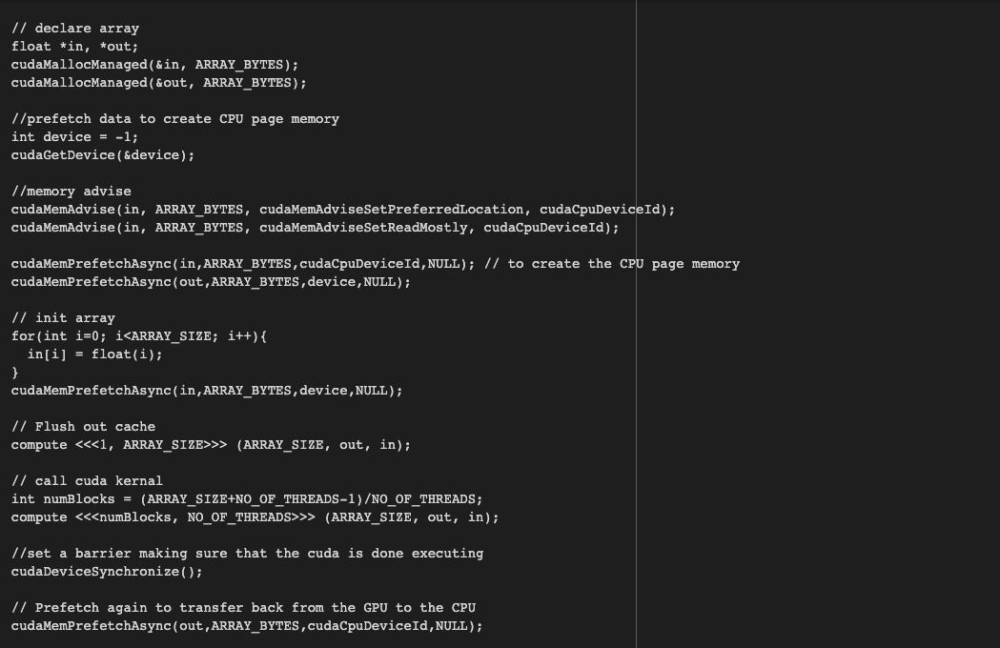 // declare array
float *in, *out;
cudaMallocManaged(&in, ARRAY_BYTES);
cudaMallocManaged(&out, ARRAY_BYTES);
//prefetch data to create CPU page memory
int device = -1;
cudaGetDevice(&device);
//memory advise
cudaMemAdvise(in, ARRAY_BYTES, cudaMemAdviseSetPreferredLocation, cudaCpuDeviceId);
cudaMemAdvise(in, ARRAY_BYTES, cudaMemAdviseSetReadMostly, cudaCpuDeviceId);
cudaMemPrefetchAsync(in,ARRAY_BYTES,cudaCpuDeviceId,NULL); // to create the CPU page memory
cudaMemPrefetchAsync(out,ARRAY_BYTES,device,NULL);
// init array
for(int i=0; i<ARRAY_SIZE; i++){
  in[i] = float(i);
}
cudaMemPrefetchAsync(in,ARRAY_BYTES,device,NULL);
// Flush out cache
compute <<<1, ARRAY_SIZE>>> (ARRAY_SIZE, out, in);
// call cuda kernal
int numBlocks = (ARRAY_SIZE+NO_OF_THREADS-1)/NO_OF_THREADS;
compute <<<numBlocks, NO_OF_THREADS>>> (ARRAY_SIZE, out, in);
//set a barrier making sure that the cuda is done executing
cudaDeviceSynchronize();
// Prefetch again to transfer back from the GPU to the CPU
cudaMemPrefetchAsync(out,ARRAY_BYTES,cudaCpuDeviceId,NULL);